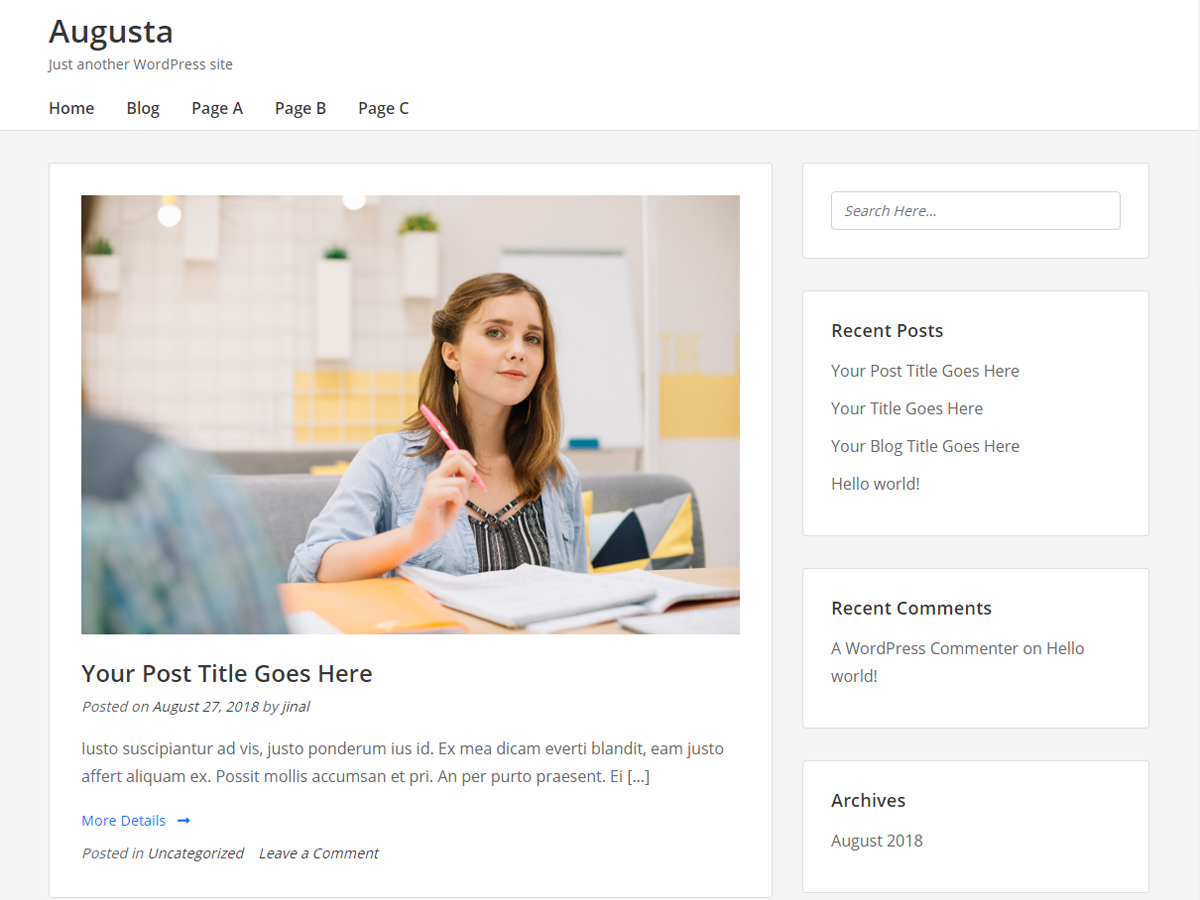 Augusta
Just another WordPress site
Home Blog Page A Page B Page C
Your Post Title Goes Here
Posted on August 27, 2018 by jinal
Iusto suscipiantur ad vis, justo ponderum ius id. Ex mea dicam everti blandit, eam justo
affert aliquam ex. Possit mollis accumsan et pri. An per purto praesent. Ei [...]
More Details →
Posted in Uncategorized Leave a Comment
Search Here...
Recent Posts
Your Post Title Goes Here
Your Title Goes Here
Your Blog Title Goes Here
Hello world!
Recent Comments
A WordPress Commenter on Hello
world!
Archives
August 2018